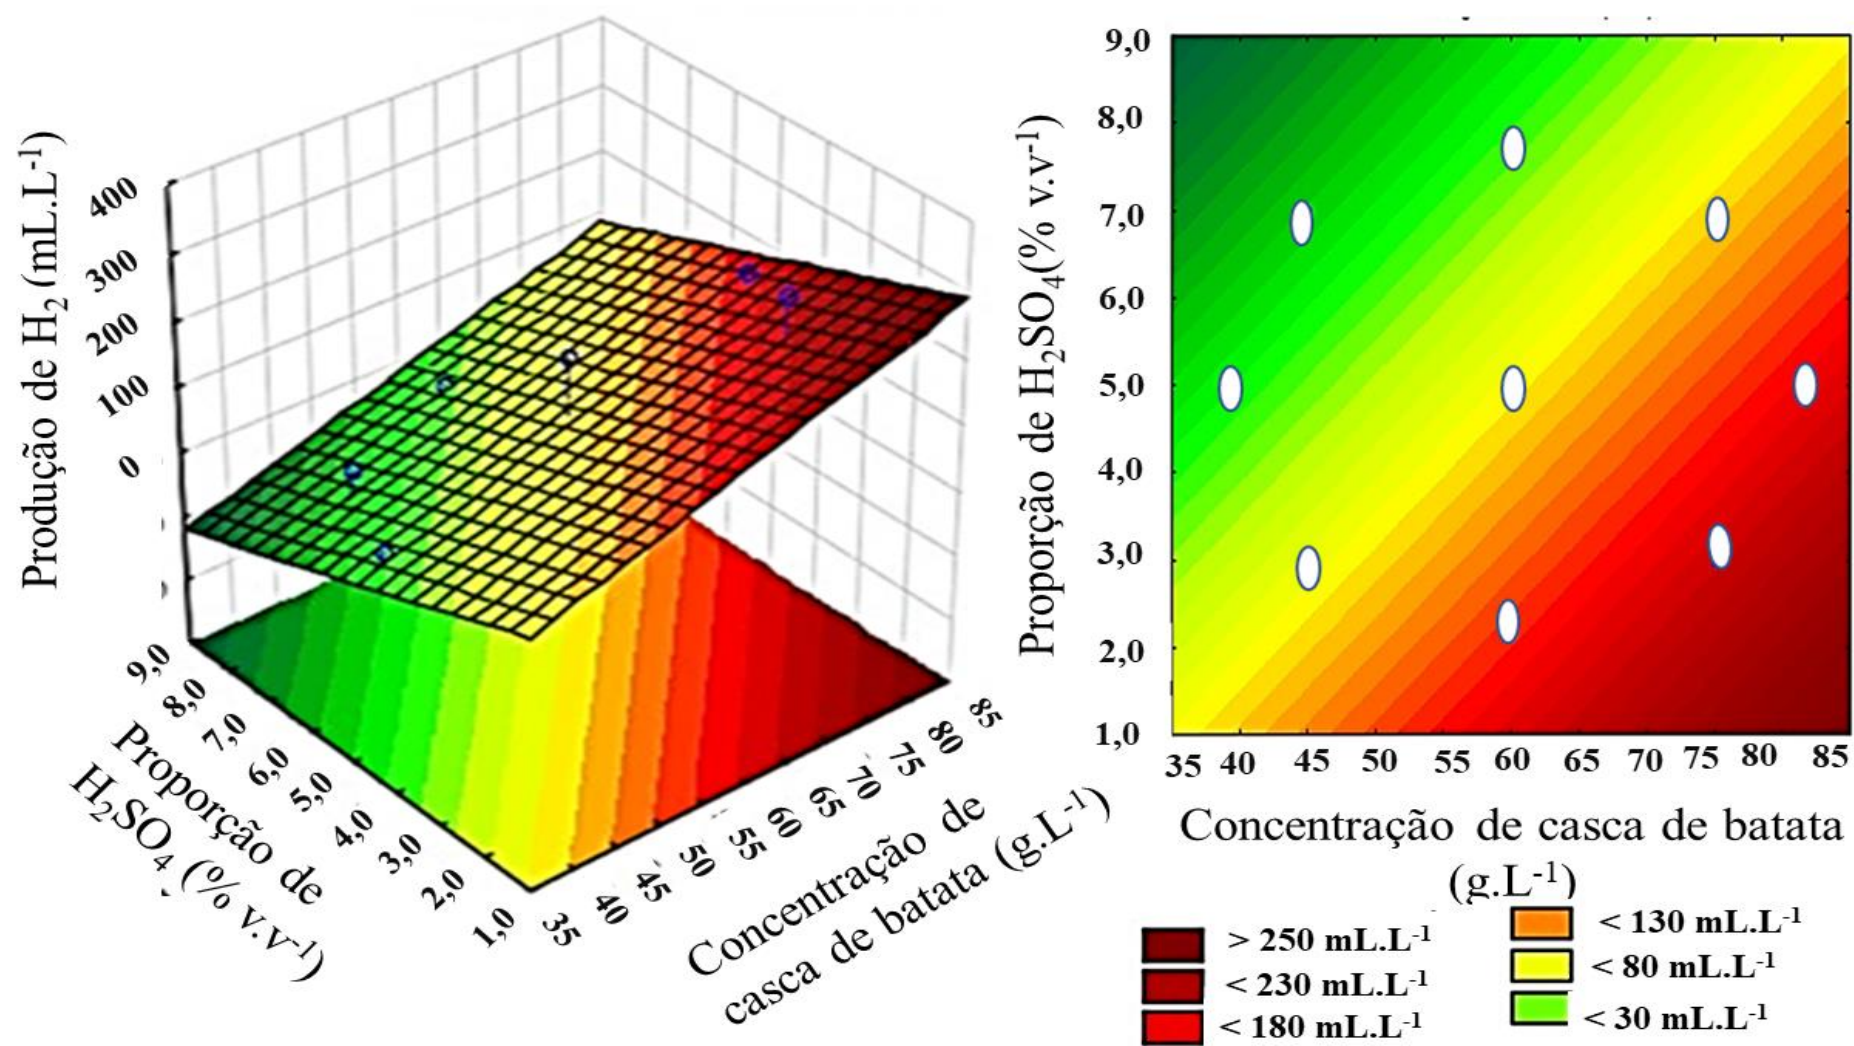 Produção de H2 (mL.L-1)
400
300
200
100
0
9,0
8,0
7,0
6,0
5,0
4,0
3,0
2,0
1,0
Proporção de
H2SO4 (% v.v-1)
35
40
45
50
55
60
65
70
75
80
85
Concentração de
casca de batata (g.L-1)
Proporção de H2SO4(% v.v-1)
9,0
8,0
7,0
6,0
5,0
4,0
3,0
2,0
1,0
35 40 45 50 55 60 65 70 75 80 85
Concentração de casca de batata
(g.L-1)
> 250 mL.L-1
< 230 mL.L-1
< 180 mL.L-1
< 130 mL.L-1
< 80 mL.L-1
< 30 mL.L-1